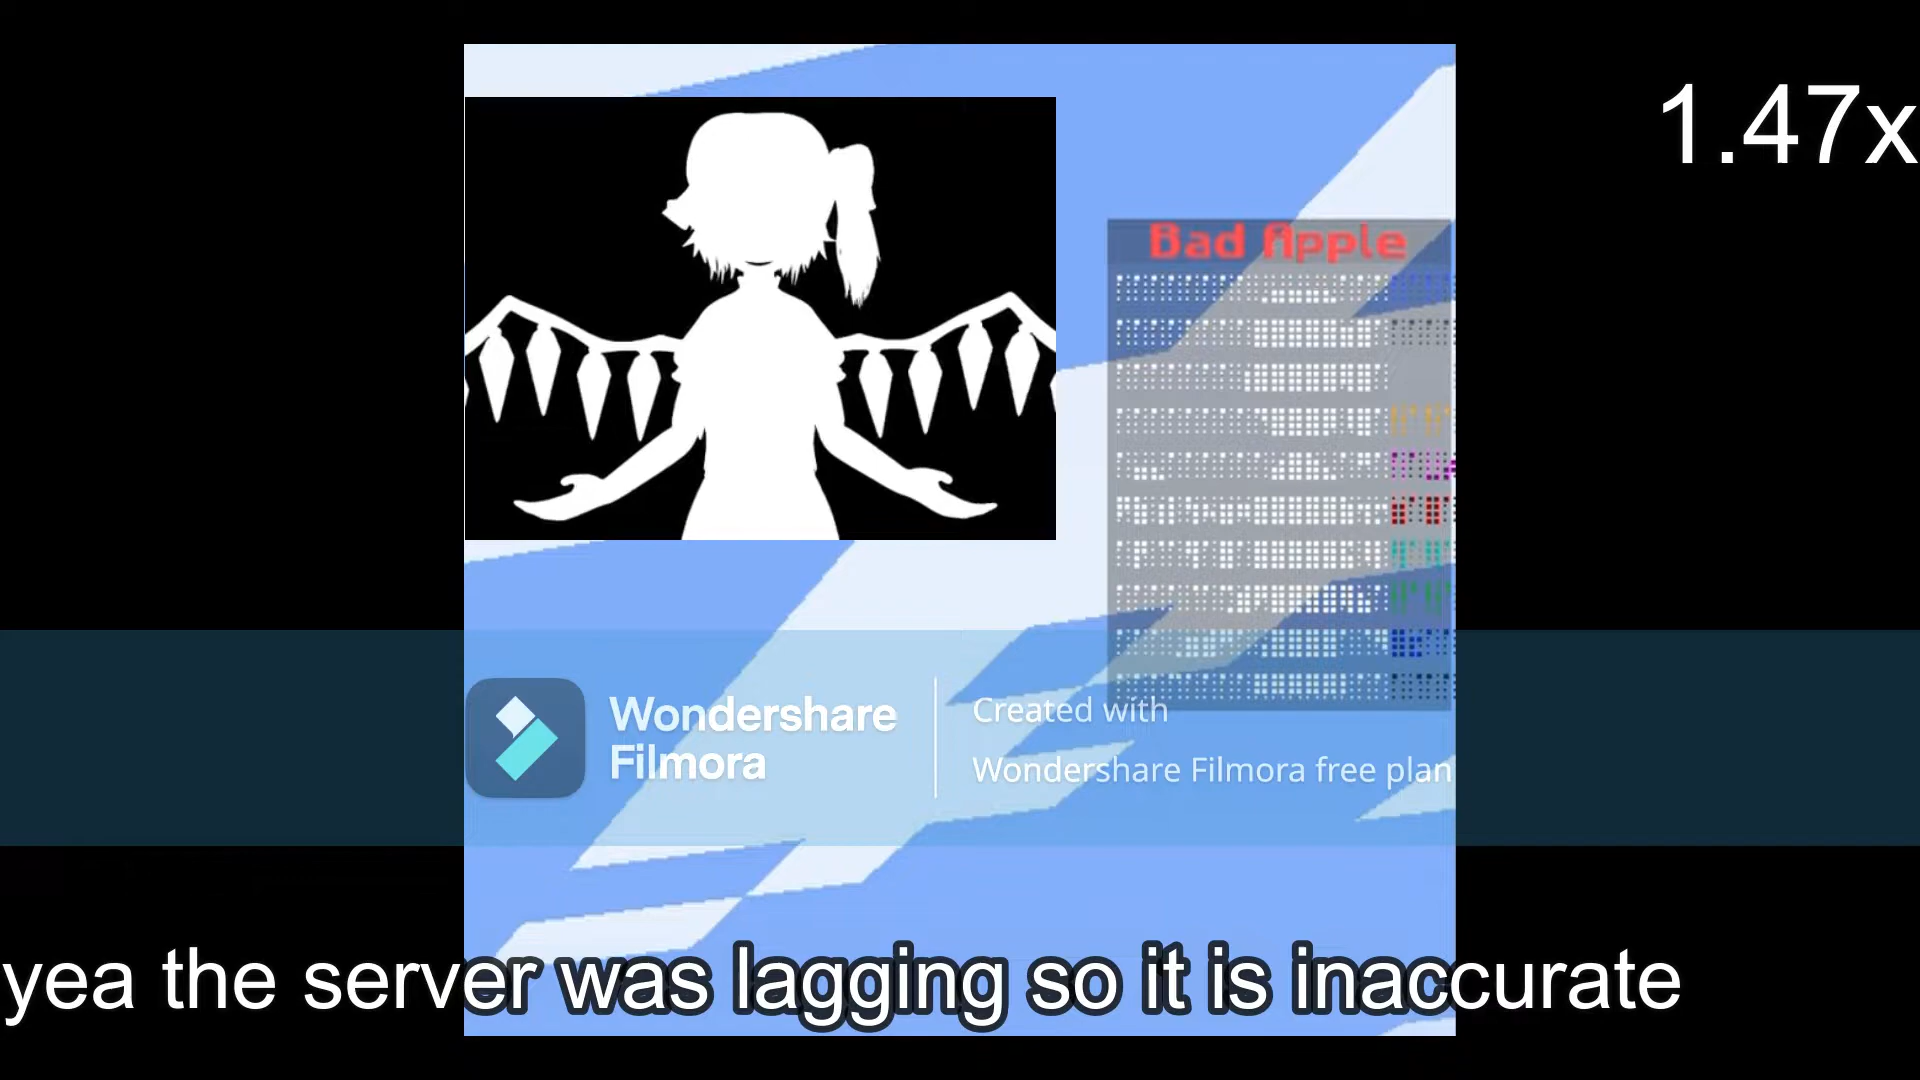 1.47x
Bad Apple
Wondershare
Filmora
Created with
Wondershare Filmora free plan
yea the server was lagging so it is inaccurate